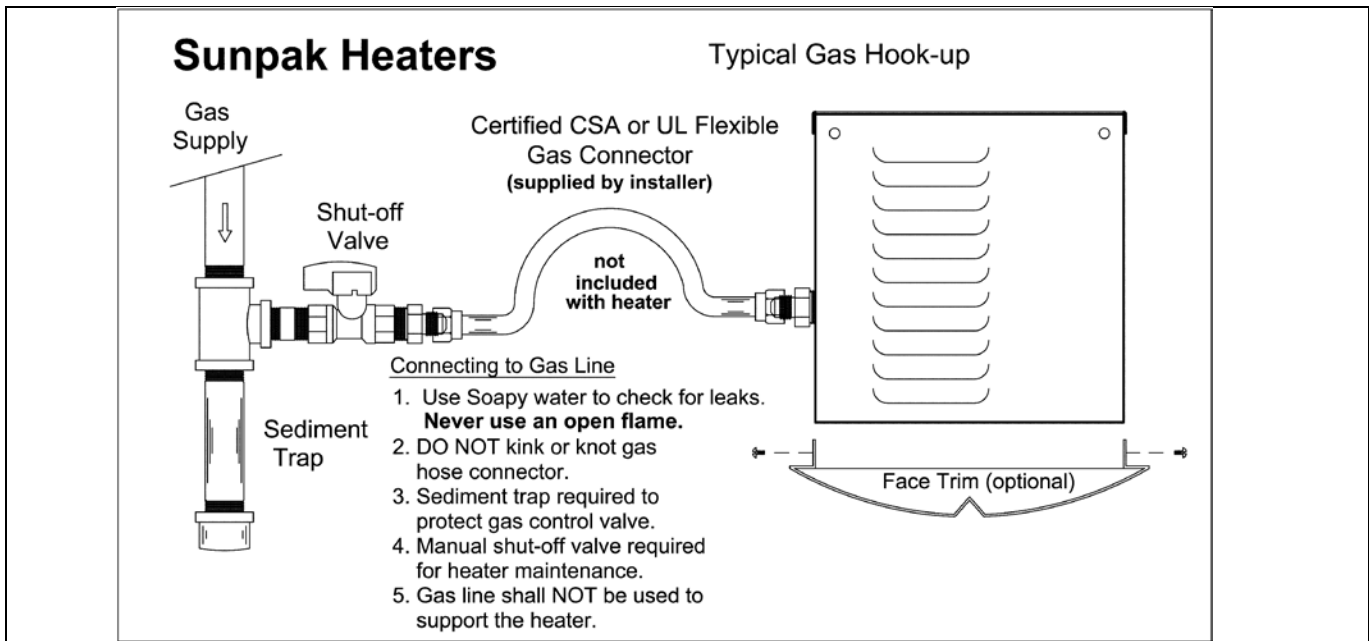 Sunpak Heaters
Typical Gas Hook-up
Gas
Supply
Certified CSA or UL Flexible
Gas Connector
(supplied by installer)
Shut-off
Valve
not
included
with heater
Connecting to Gas Line
1. Use Soapy water to check for leaks.
Never use an open flame.
2. DO NOT kink or knot gas
hose connector.
3. Sediment trap required to
protect gas control valve.
4. Manual shut-off valve required
for heater maintenance.
5. Gas line shall NOT be used to
support the heater.
Sediment
Trap
Face Trim (optional)